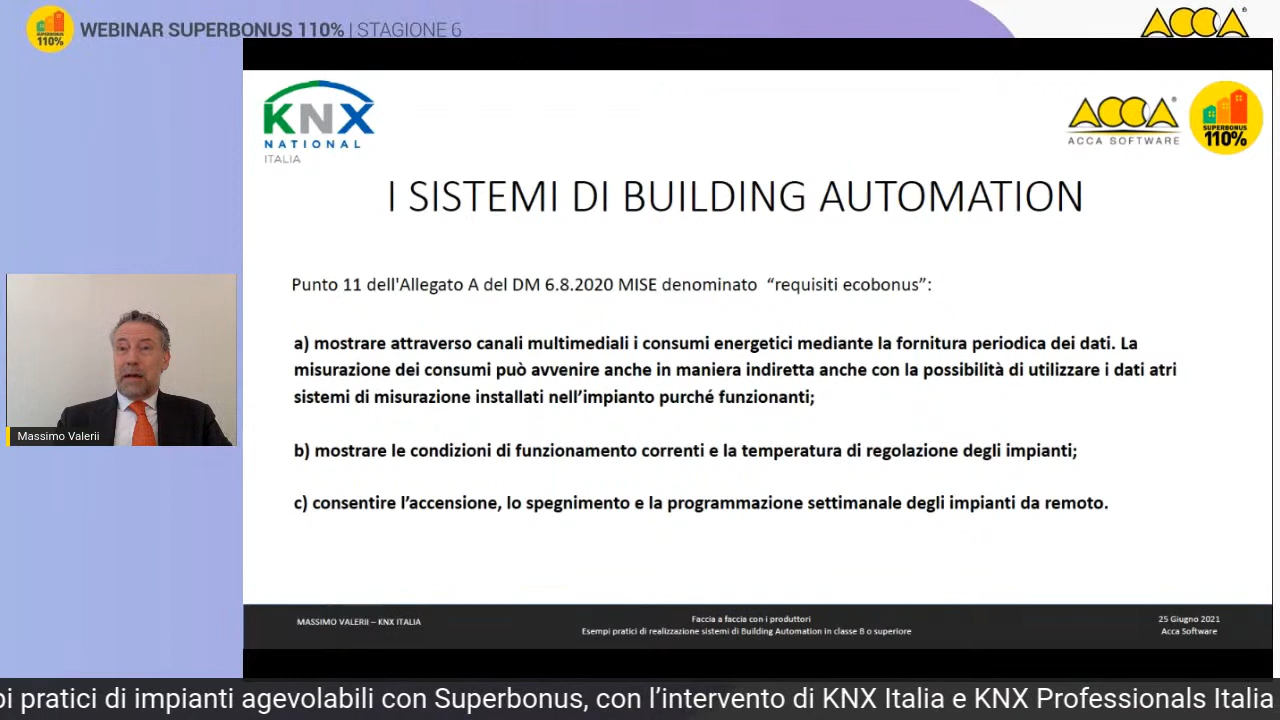 WEBINAR SUPERBONUS 110% | STAGIONE 6
SUPERBONUS
110%
ACCA
KNX
NATIONAL
ITALIA
ACCA
ACCA SOFTWARE
SUPERBONUS
110%
I SISTEMI DI BUILDING AUTOMATION
Punto 11 dell'Allegato A del DM 6.8.2020 MISE denominato “requisiti ecobonus”:
a) mostrare attraverso canali multimediali i consumi energetici mediante la fornitura periodica dei dati. La
misurazione dei consumi può avvenire anche in maniera indiretta anche con la possibilità di utilizzare i dati atri
sistemi di misurazione installati nell’impianto purché funzionanti;
b) mostrare le condizioni di funzionamento correnti e la temperatura di regolazione degli impianti;
c) consentire l’accensione, lo spegnimento e la programmazione settimanale degli impianti da remoto.
Massimo Valerii
MASSIMO VALERII – KNX ITALIA
Faccia a faccia con i produttori
Esempi pratici di realizzazione sistemi di Building Automation in classe B o superiore
25 Giugno 2021
Acca Software
pi pratici di impianti agevolabili con Superbonus, con l’intervento di KNX Italia e KNX Professionals Italia